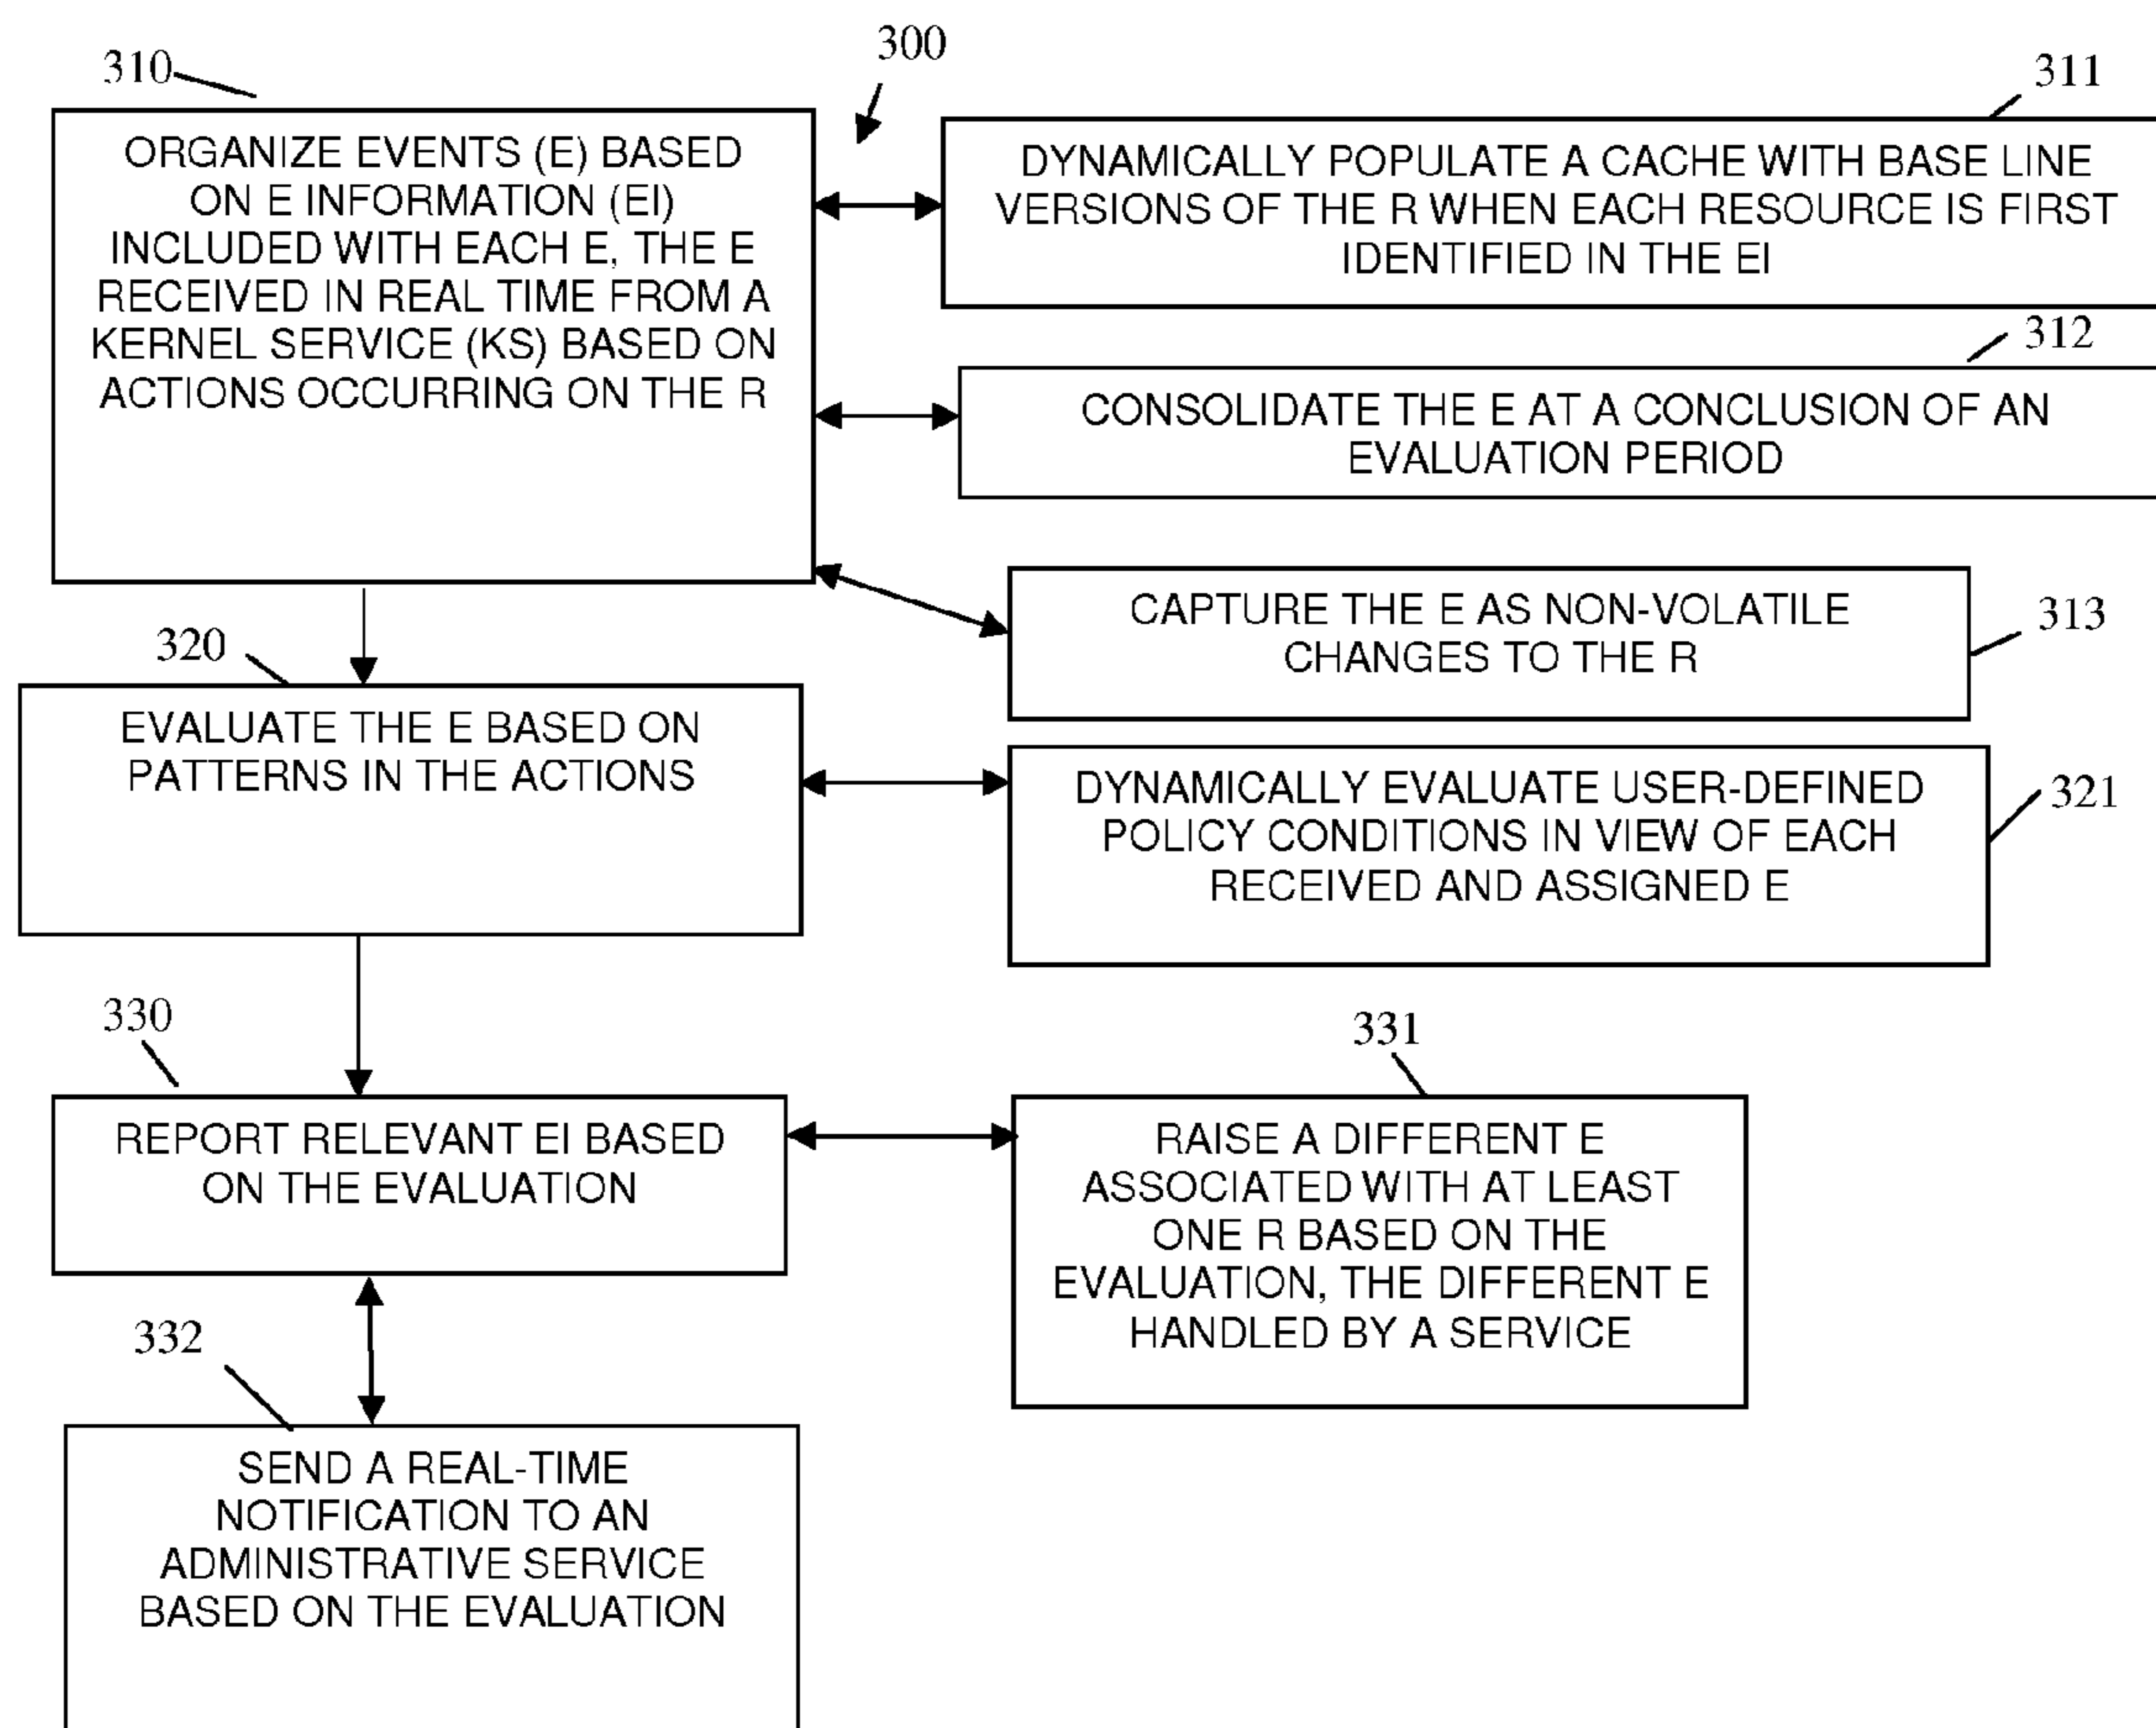 300
310
ORGANIZE EVENTS (E) BASED
ON E INFORMATION (EI)
INCLUDED WITH EACH E, THE E
RECEIVED IN REAL TIME FROM A
KERNEL SERVICE (KS) BASED ON
ACTIONS OCCURRING ON THE R
311
DYNAMICALLY POPULATE A CACHE WITH BASE LINE
VERSIONS OF THE R WHEN EACH RESOURCE IS FIRST
IDENTIFIED IN THE EI
312
CONSOLIDATE THE E AT A CONCLUSION OF AN
EVALUATION PERIOD
313
CAPTURE THE E AS NON-VOLATILE
CHANGES TO THE R
320
EVALUATE THE E BASED ON
PATTERNS IN THE ACTIONS
321
DYNAMICALLY EVALUATE USER-DEFINED
POLICY CONDITIONS IN VIEW OF EACH
RECEIVED AND ASSIGNED E
330
REPORT RELEVANT EI BASED
ON THE EVALUATION
331
RAISE A DIFFERENT E
ASSOCIATED WITH AT LEAST
ONE R BASED ON THE
EVALUATION, THE DIFFERENT E
HANDLED BY A SERVICE
332
SEND A REAL-TIME
NOTIFICATION TO AN
ADMINISTRATIVE SERVICE
BASED ON THE EVALUATION